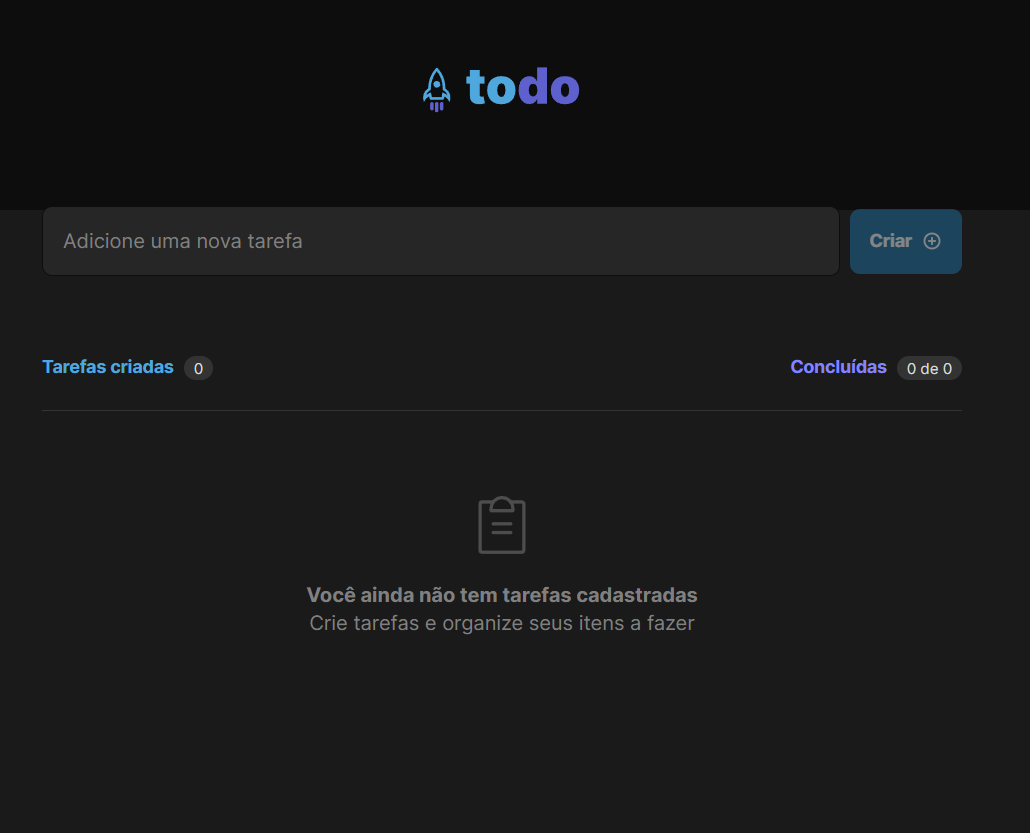 todo
Adicione uma nova tarefa
Criar
Tarefas criadas 0
Concluídas 0 de 0
Você ainda não tem tarefas cadastradas
Crie tarefas e organize seus itens a fazer